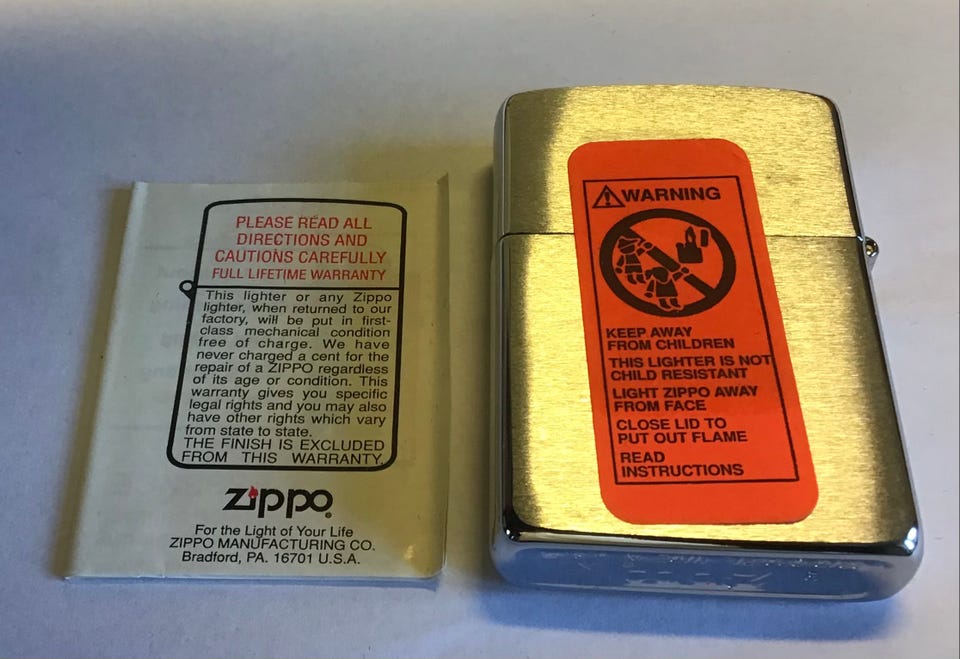 PLEASE READ ALL
DIRECTIONS AND
CAUTIONS CAREFULLY
FULL LIFETIME WARRANTY
This lighter or any Zippo
lighter, when returned to our
factory, will be put in first-
class mechanical condition
free of charge. We have
never charged a cent for the
repair of a ZIPPO regardless
of its age or condition. This
warranty gives you specific
legal rights and you may also
have other rights which vary
from state to state.
THE FINISH IS EXCLUDED
FROM THIS WARRANTY.
Zippo®
For the Light of Your Life
ZIPPO MANUFACTURING CO.
Bradford, PA. 16701 U.S.A.
WARNING
KEEP AWAY
FROM CHILDREN
THIS LIGHTER IS NOT
CHILD RESISTANT
LIGHT ZIPPO AWAY
FROM FACE
CLOSE LID TO
PUT OUT FLAME
READ
INSTRUCTIONS